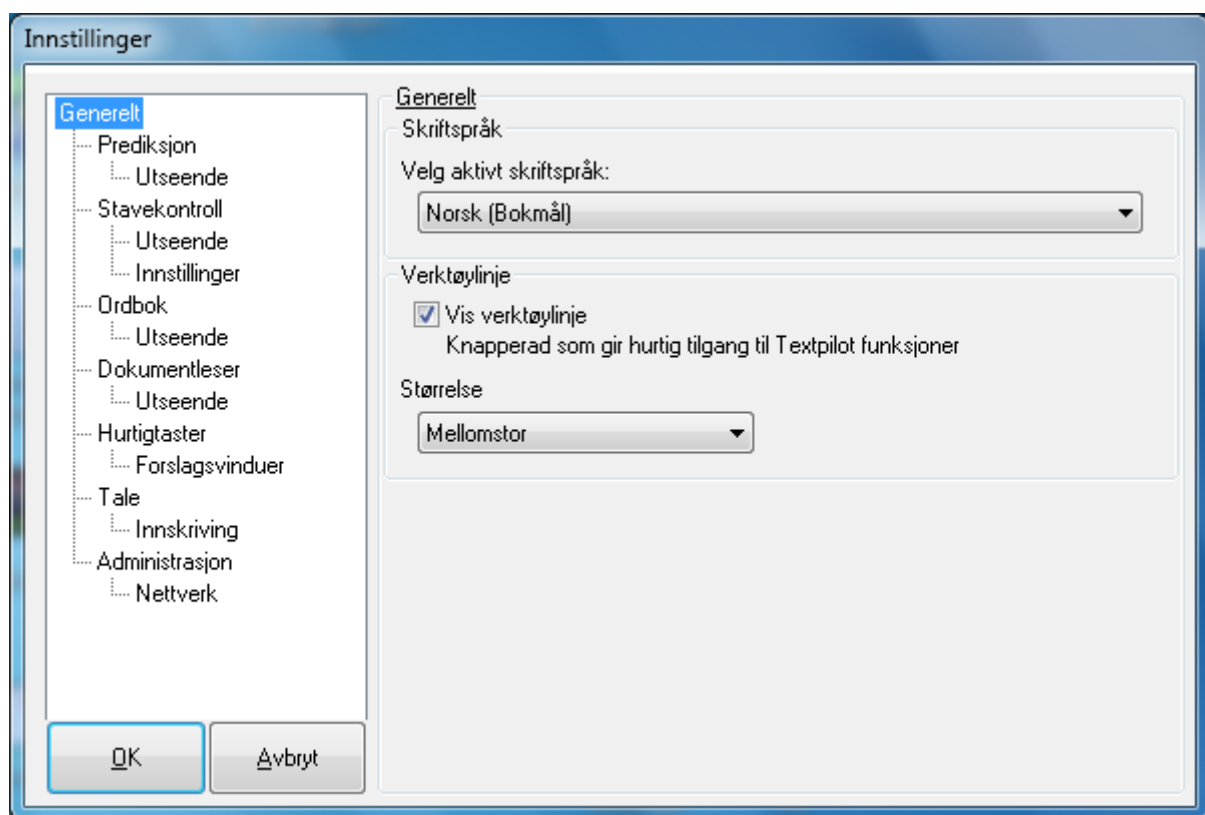 Innstillinger
Generelt
Prediksjon
Utseende
Stavekontroll
Utseende
Innstillinger
Ordbok
Utseende
Dokumentleser
Utseende
Hurtigtaster
Forslagsvinduer
Tale
Innskriving
Administrasjon
Nettverk
OK
Avbryt
Generelt
Skriftspråk
Velg aktivt skriftspråk:
Norsk (Bokmål)
Verktøylinje
Vis verktøylinje
Knapperad som gir hurtig tilgang til Textpilot funksjoner
Størrelse
Mellomstor